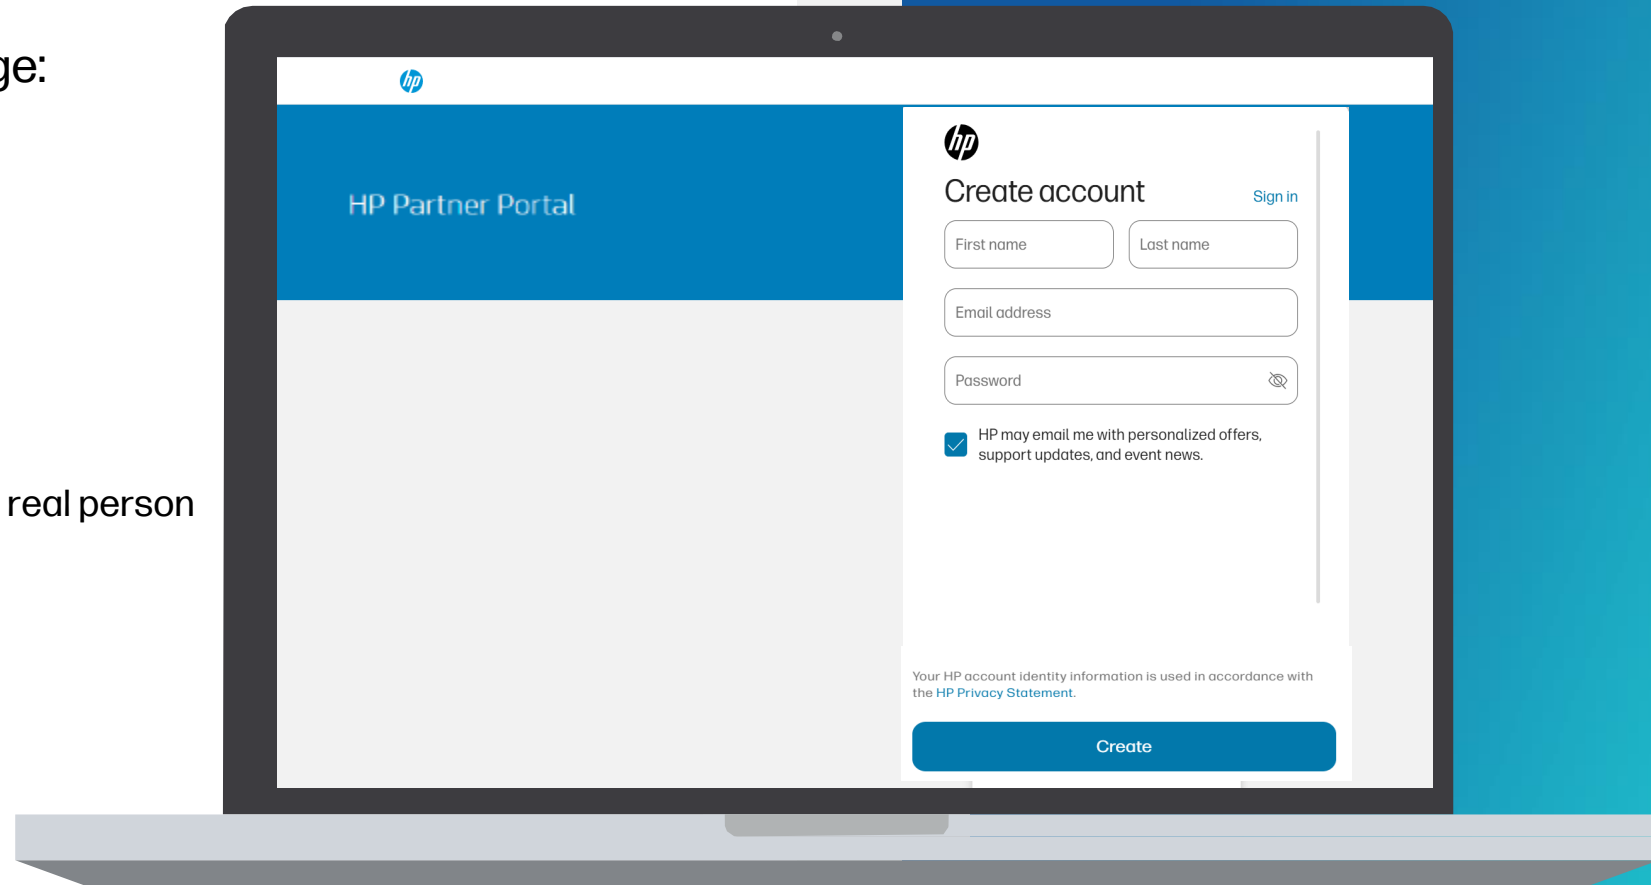 ge:
hp
HP Partner Portal
hp
Create account
Sign in
First name
Last name
Email address
Password
HP may email me with personalized offers,
support updates, and event news.
real person
Your HP account identity information is used in accordance with
the HP Privacy Statement.
Create